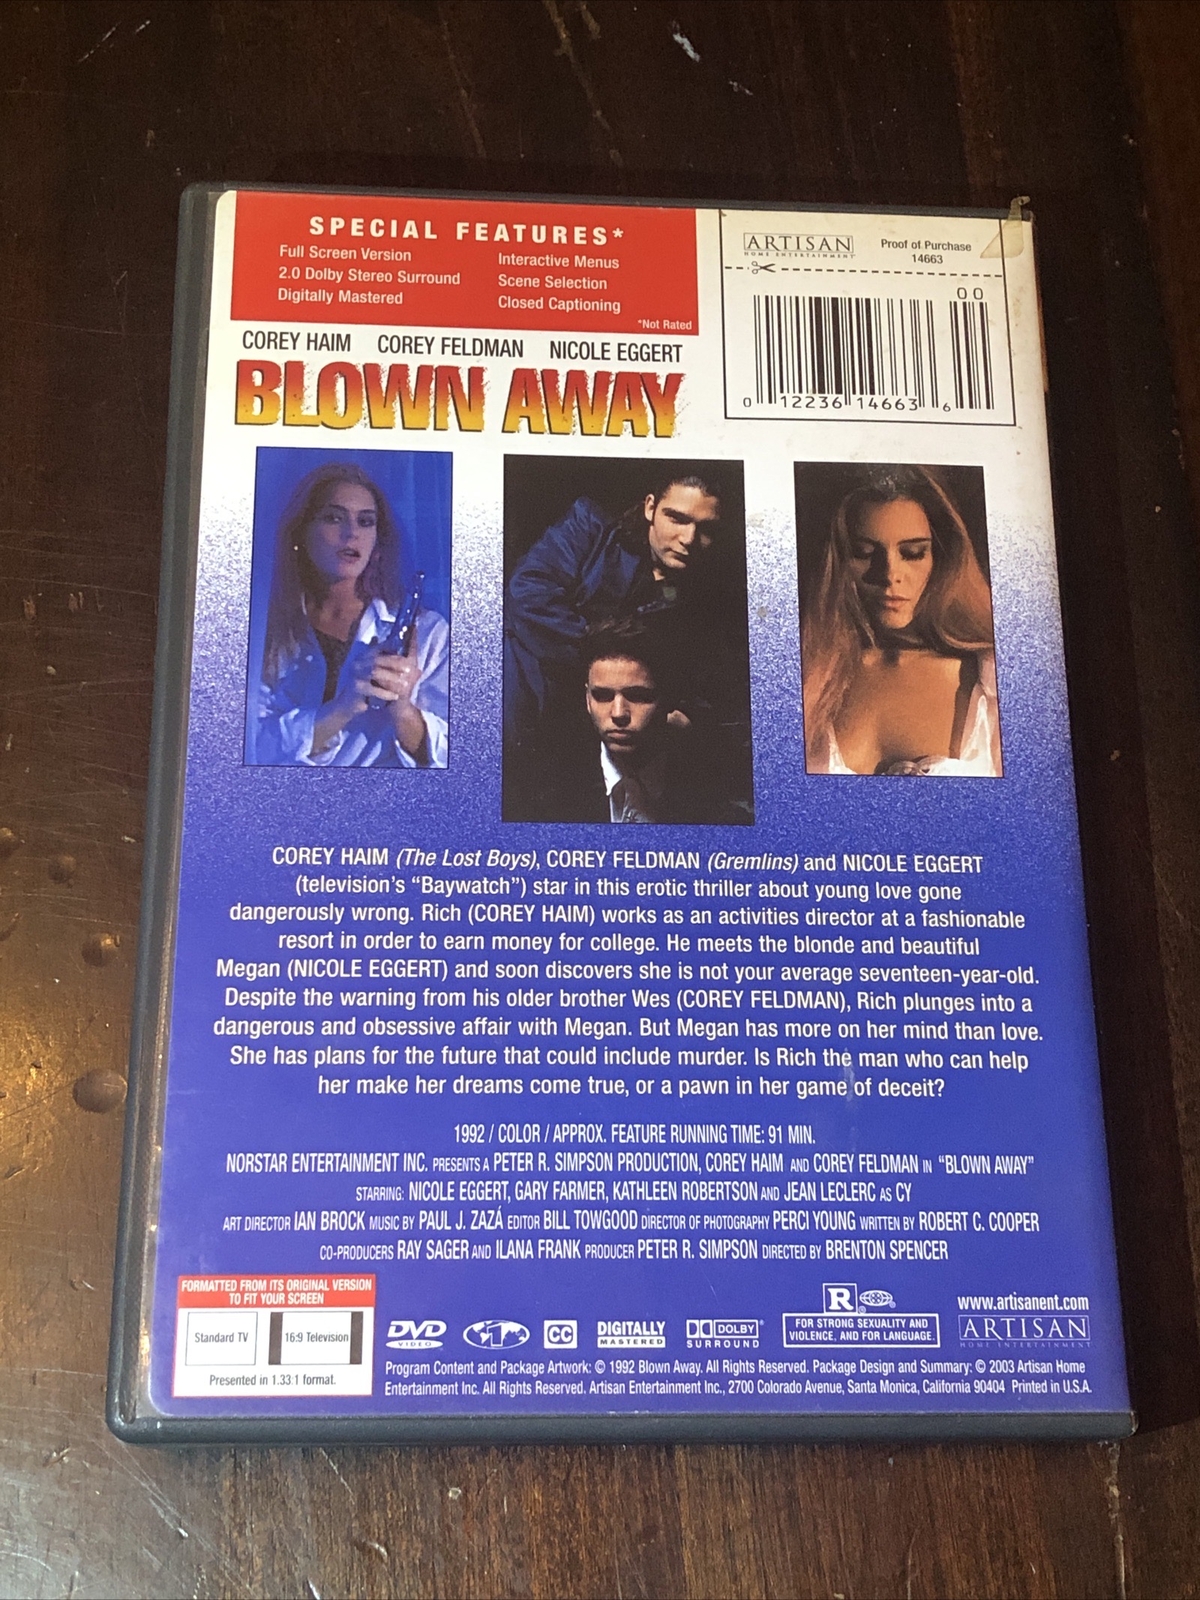 SPECIAL FEATURES*
Full Screen Version
2.0 Dolby Stereo Surround
Digitally Mastered
Interactive Menus
Scene Selection
Closed Captioning
*Not Rated
ARTISAN
HOME ENTERTAINMENT
Proof of Purchase
14663
00
0 12236 14663 6
COREY HAIM COREY FELDMAN NICOLE EGGERT
BLOWN AWAY
COREY HAIM (The Lost Boys), COREY FELDMAN (Gremlins) and NICOLE EGGERT
(television's “Baywatch”) star in this erotic thriller about young love gone
dangerously wrong. Rich (COREY HAIM) works as an activities director at a fashionable
resort in order to earn money for college. He meets the blonde and beautiful
Megan (NICOLE EGGERT) and soon discovers she is not your average seventeen-year-old.
Despite the warning from his older brother Wes (COREY FELDMAN), Rich plunges into a
dangerous and obsessive affair with Megan. But Megan has more on her mind than love.
She has plans for the future that could include murder. Is Rich the man who can help
her make her dreams come true, or a pawn in her game of deceit?
1992 / COLOR / APPROX. FEATURE RUNNING TIME: 91 MIN.
NORSTAR ENTERTAINMENT INC. PRESENTS A PETER R. SIMPSON PRODUCTION, COREY HAIM AND COREY FELDMAN IN “BLOWN AWAY”
STARRING: NICOLE EGGERT, GARY FARMER, KATHLEEN ROBERTSON AND JEAN LECLERC AS CY
ART DIRECTOR IAN BROCK MUSIC BY PAUL J. ZAZÁ EDITOR BILL TOWGOOD DIRECTOR OF PHOTOGRAPHY PERCI YOUNG WRITTEN BY ROBERT C. COOPER
CO-PRODUCERS RAY SAGER AND ILANA FRANK PRODUCER PETER R. SIMPSON DIRECTED BY BRENTON SPENCER
FORMATTED FROM ITS ORIGINAL VERSION
TO FIT YOUR SCREEN
Standard TV
16:9 Television
Presented in 1.33:1 format.
DVD
VIDEO
1
CC
DIGITALLY
MASTERED
DOLBY
SURROUND
R
FOR STRONG SEXUALITY AND
VIOLENCE, AND FOR LANGUAGE.
www.artisanent.com
ARTISAN
HOME ENTERTAINMENT
Program Content and Package Artwork: © 1992 Blown Away. All Rights Reserved. Package Design and Summary: © 2003 Artisan Home
Entertainment Inc. All Rights Reserved. Artisan Entertainment Inc., 2700 Colorado Avenue, Santa Monica, California 90404 Printed in U.S.A.